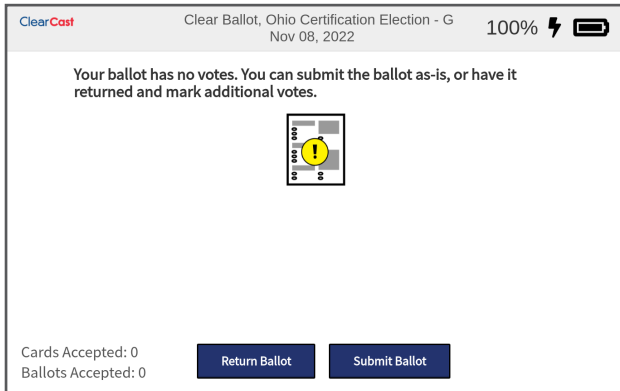 ClearCast
Clear Ballot, Ohio Certification Election - G
Nov 08, 2022
100%
Your ballot has no votes. You can submit the ballot as-is, or have it
returned and mark additional votes.
!
Cards Accepted: 0
Ballots Accepted: 0
Return Ballot
Submit Ballot